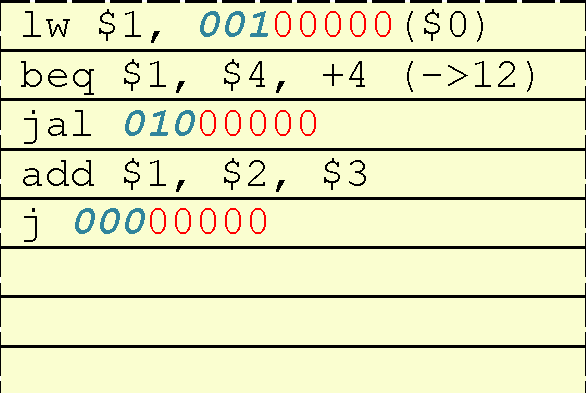 lw $1, 00100000($0)
beq $1, $4, +4 (->12)
jal 01000000
add $1, $2, $3
j 00000000